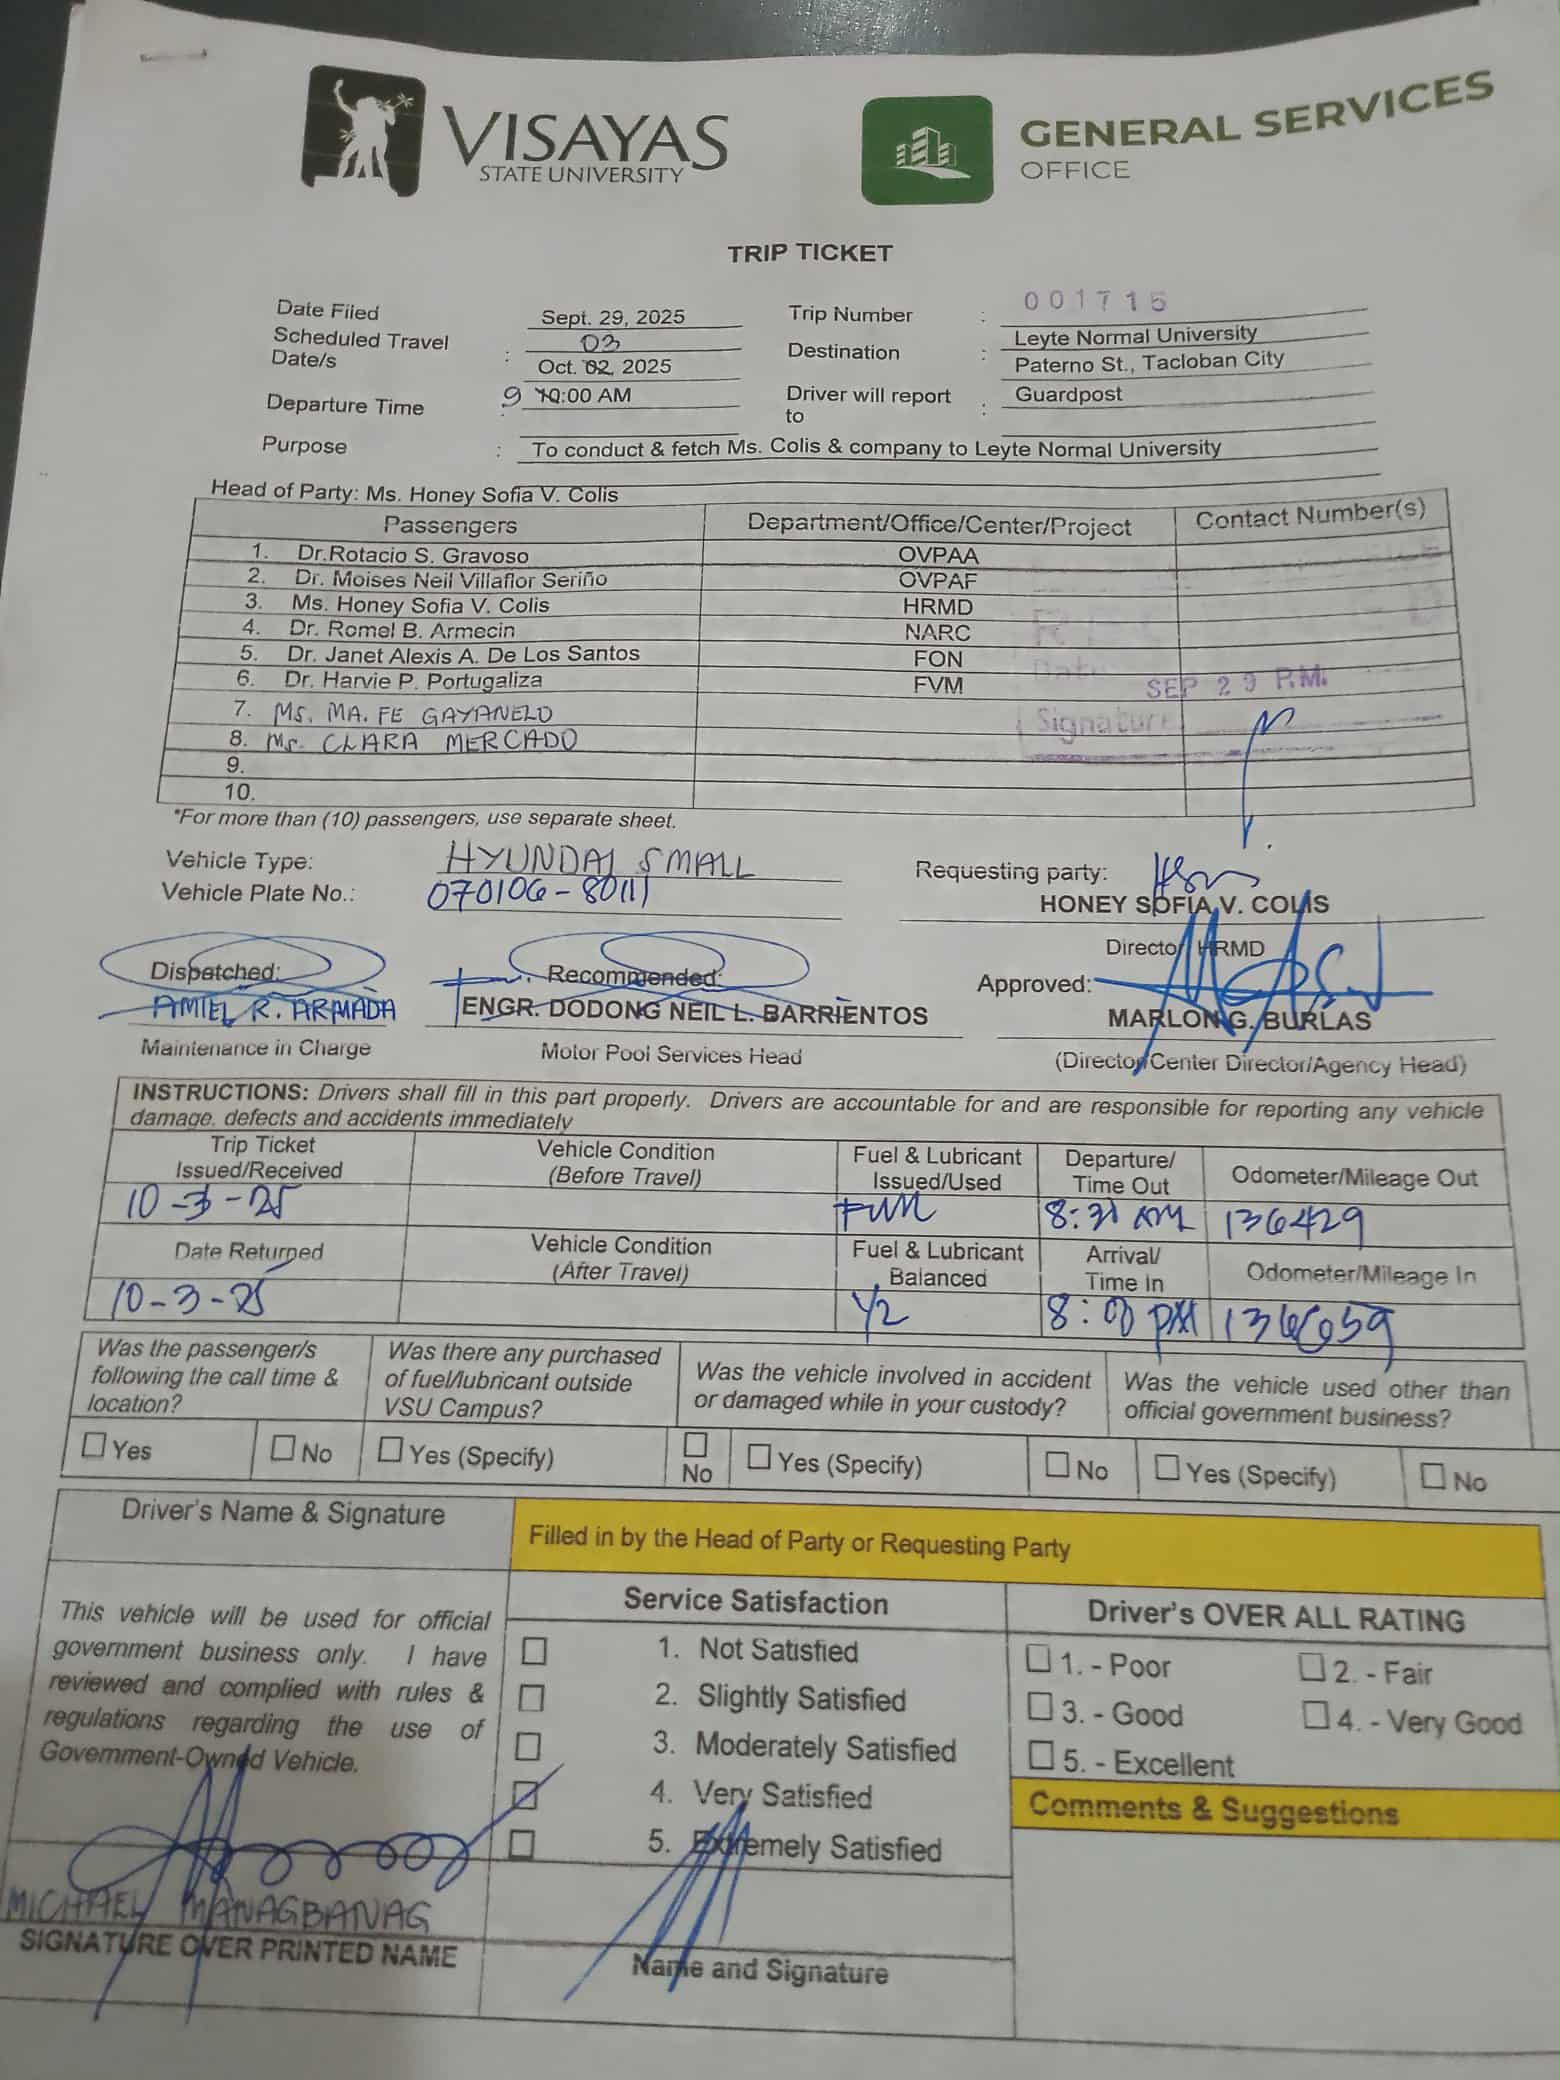 VISAYAS
STATE UNIVERSITY
GENERAL SERVICES
OFFICE
TRIP TICKET
Date Filed : Sept. 29, 2025
Trip Number : 001715
Scheduled Travel Date/s : 03
Oct. 02, 2025
Destination : Leyte Normal University
Paterno St., Tacloban City
Departure Time : 9 10:00 AM
Driver will report to : Guardpost
Purpose : To conduct & fetch Ms. Colis & company to Leyte Normal University
Head of Party: Ms. Honey Sofia V. Colis
Passengers Department/Office/Center/Project Contact Number(s)
1. Dr.Rotacio S. Gravoso OVPAA
2. Dr. Moises Neil Villaflor Seriño OVPAF
3. Ms. Honey Sofia V. Colis HRMD
4. Dr. Romel B. Armecin NARC
5. Dr. Janet Alexis A. De Los Santos FON
6. Dr. Harvie P. Portugaliza FVM
Date SEP 29 P.M.
7. MS. MA. FE GAYANELO
Signature
8. Ms. CLARA MERCADO
9.
10.
*For more than (10) passengers, use separate sheet.
Vehicle Type: HYUNDAI SMALL
Vehicle Plate No.: 070106-80111
Requesting party:
HONEY SOFIA V. COLIS
Director, HRMD
Dispatched:
AMIEL R. ARMADA
Maintenance in Charge
Recommended:
ENGR. DODONG NEIL L. BARRIENTOS
Motor Pool Services Head
Approved:
MARLON G. BURLAS
(Director/Center Director/Agency Head)
INSTRUCTIONS: Drivers shall fill in this part properly. Drivers are accountable for and are responsible for reporting any vehicle
damage, defects and accidents immediately
Trip Ticket Issued/Received
Vehicle Condition (Before Travel)
Fuel & Lubricant Issued/Used
Departure/ Time Out
Odometer/Mileage Out
10-3-25 Full 8:31 AM 136429
Date Returned
Vehicle Condition (After Travel)
Fuel & Lubricant Balanced
Arrival/ Time In
Odometer/Mileage In
10-3-25 1/2 8:00 PM
Was the passenger/s following the call time & location?
Was there any purchased of fuel/lubricant outside VSU Campus?
Was the vehicle involved in accident or damaged while in your custody?
Was the vehicle used other than official government business?
Yes No Yes (Specify) No Yes (Specify) No Yes (Specify) No
Driver's Name & Signature
Filled in by the Head of Party or Requesting Party
This vehicle will be used for official
government business only. I have
reviewed and complied with rules &
regulations regarding the use of
Government-Owned Vehicle.
MICHAEL MANAGBANAG
SIGNATURE OVER PRINTED NAME
Service Satisfaction
1. Not Satisfied
2. Slightly Satisfied
3. Moderately Satisfied
4. Very Satisfied
5. Extremely Satisfied
Name and Signature
Driver's OVER ALL RATING
1. - Poor 2. - Fair
3. - Good 4. - Very Good
5. - Excellent
Comments & Suggestions